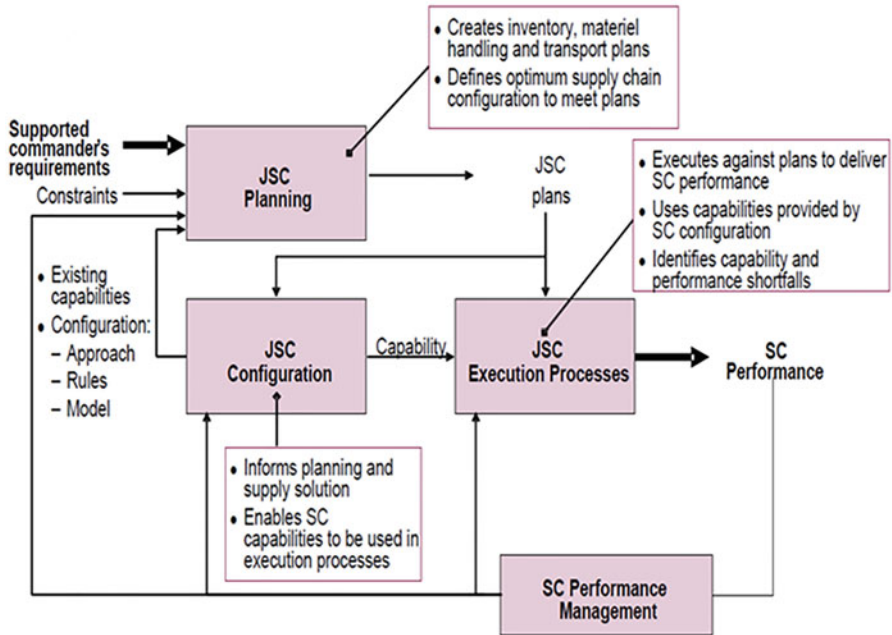 • Creates inventory, materiel
handling and transport plans
• Defines optimum supply chain
configuration to meet plans
Supported
commander's
requirements
Constraints
JSC
Planning
JSC
plans
• Executes against plans to deliver
SC performance
• Uses capabilities provided by
SC configuration
• Identifies capability and
performance shortfalls
• Existing
capabilities
• Configuration:
– Approach
– Rules
– Model
JSC
Configuration
Capability
JSC
Execution Processes
SC
Performance
• Informs planning and
supply solution
• Enables SC
capabilities to be used in
execution processes
SC Performance
Management